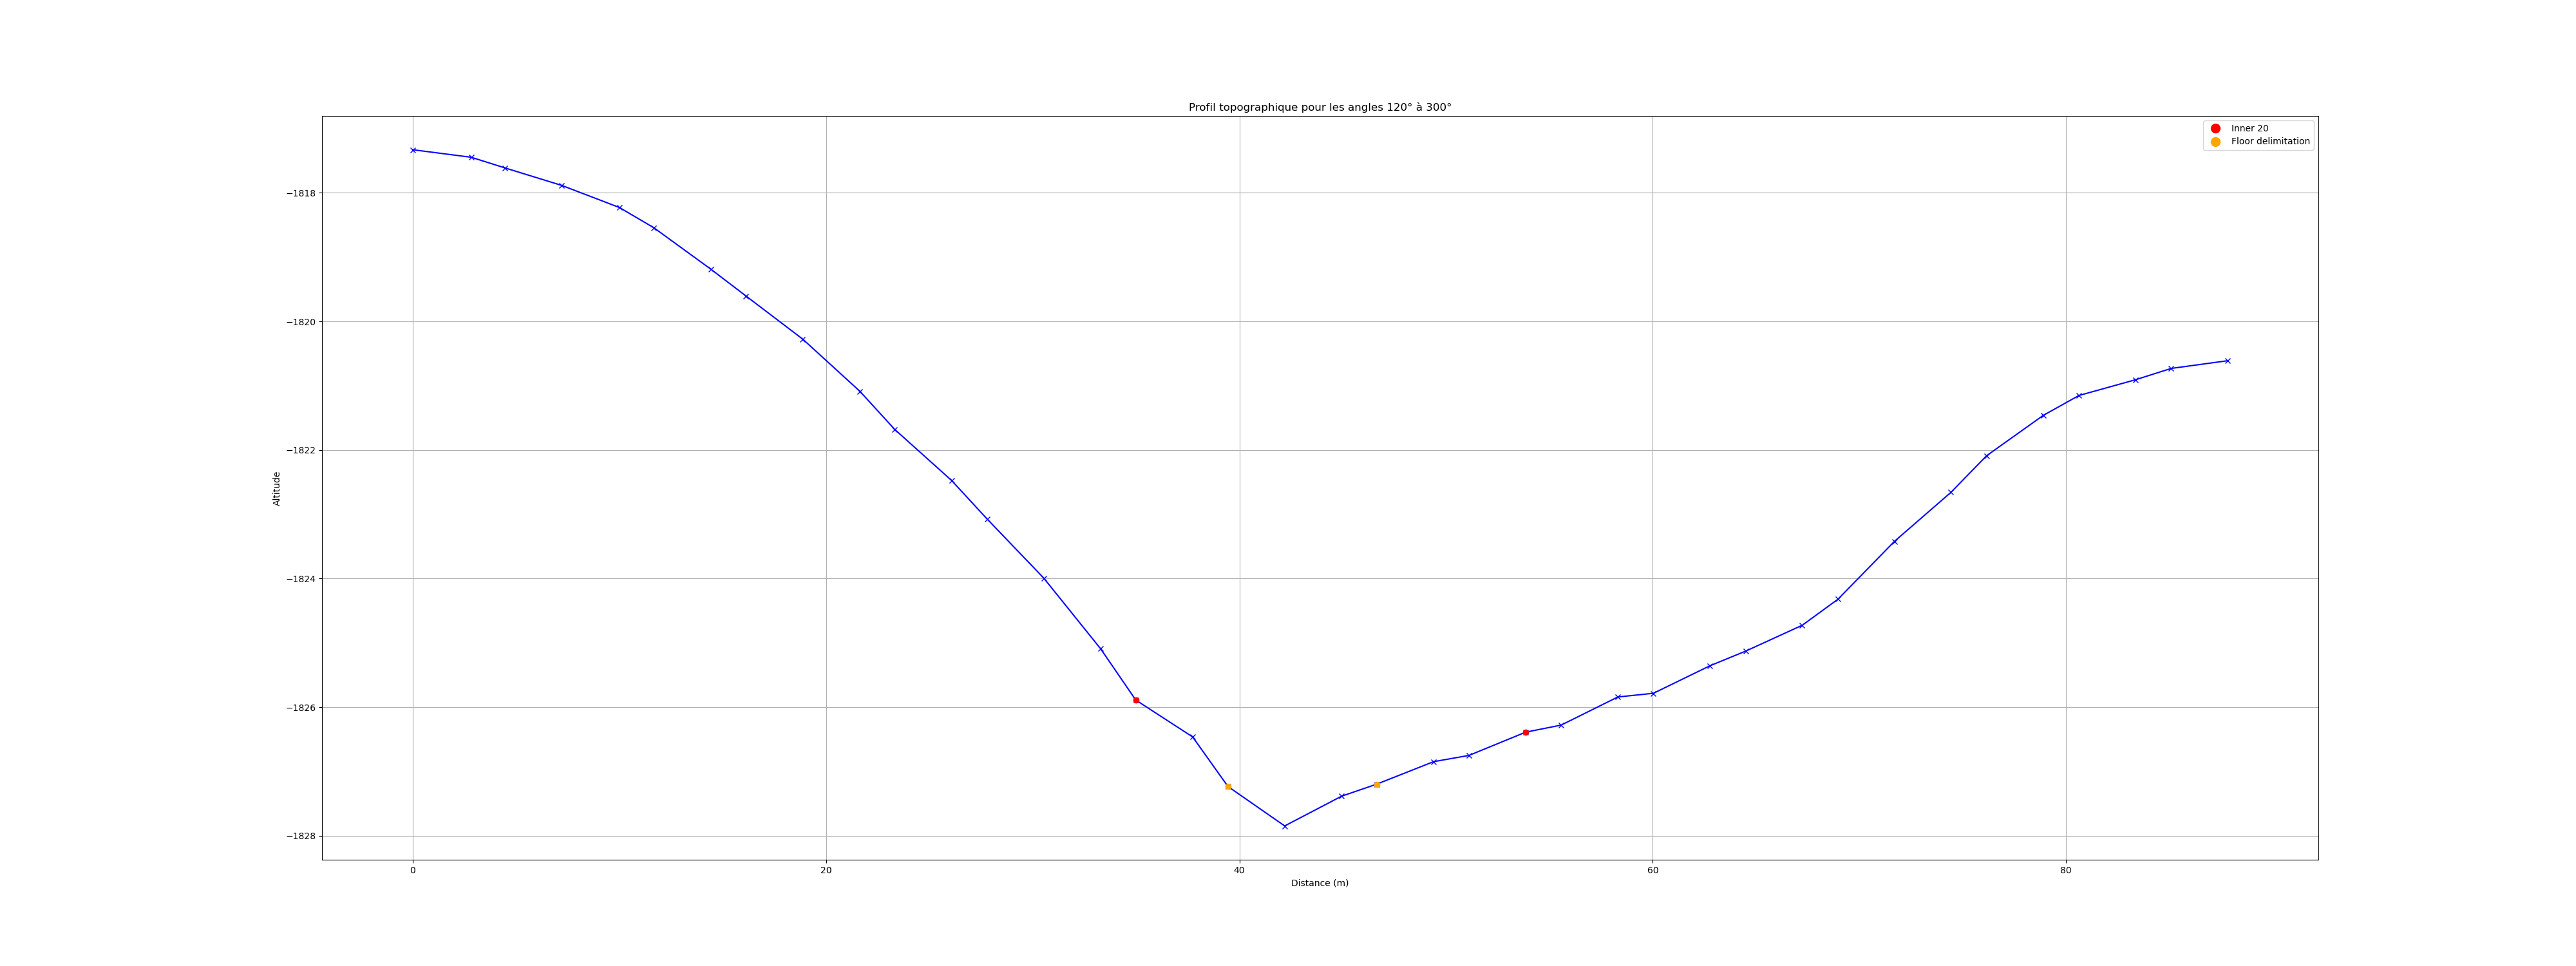 Profil topographique pour les angles 120° à 300°
Inner 20
Floor delimitation
−1818
−1820
−1822
−1824
−1826
−1828
Altitude
0 20 40 60 80
Distance (m)